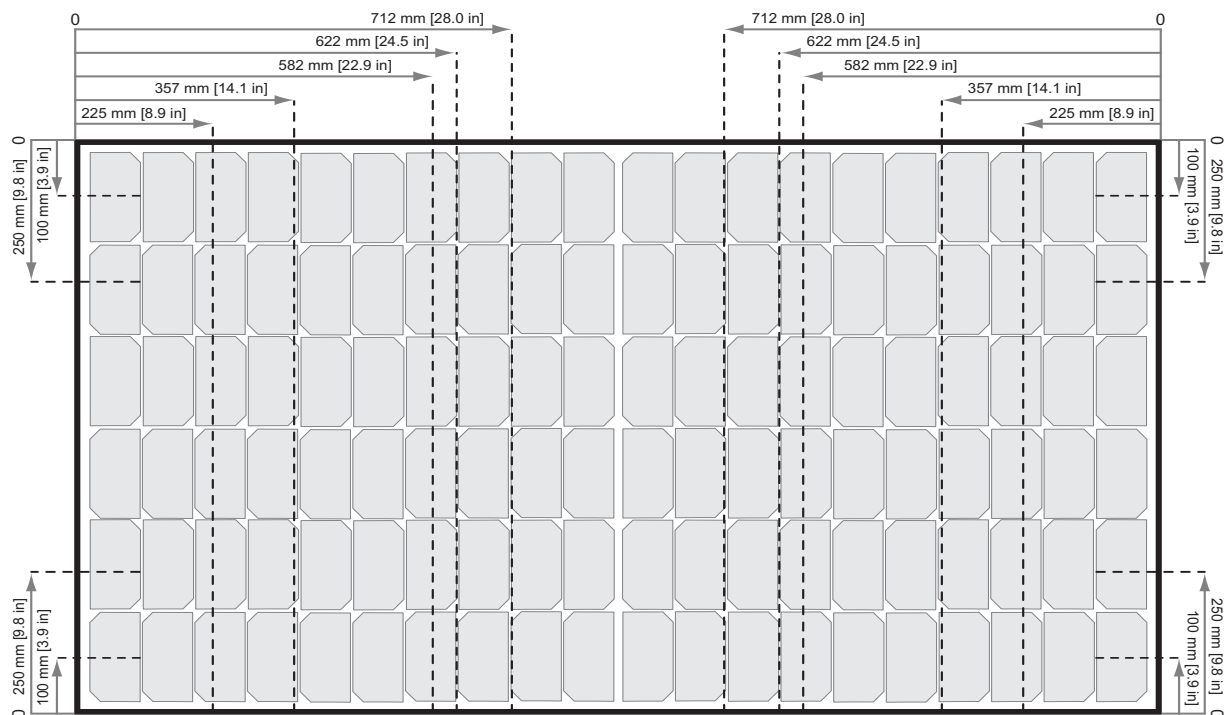 0
712 mm [28.0 in]
712 mm [28.0 in]
0
622 mm [24.5 in]
622 mm [24.5 in]
582 mm [22.9 in]
582 mm [22.9 in]
357 mm [14.1 in]
357 mm [14.1 in]
225 mm [8.9 in]
225 mm [8.9 in]
0
250 mm [9.8 in]
100 mm [3.9 in]
0
100 mm [3.9 in]
250 mm [9.8 in]
250 mm [9.8 in]
100 mm [3.9 in]
0
100 mm [3.9 in]
250 mm [9.8 in]
0